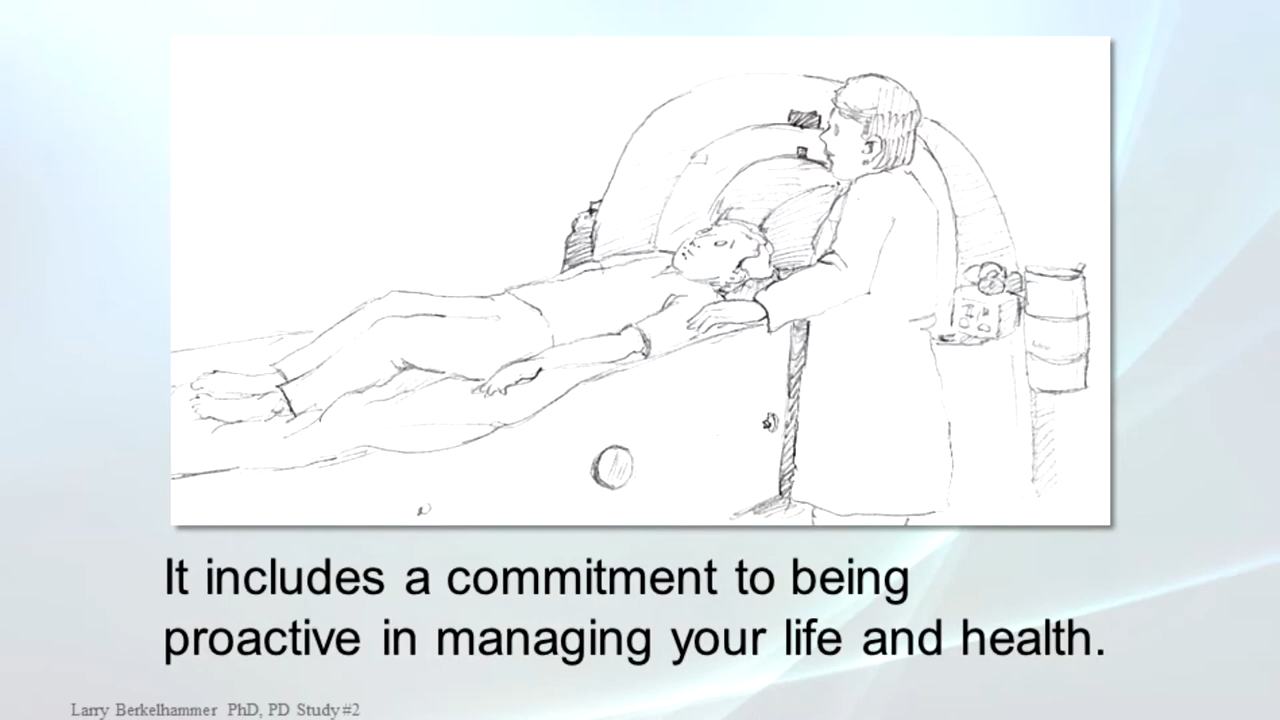 It includes a commitment to being
proactive in managing your life and health.
Larry Berkelhammer PhD, PD Study #2